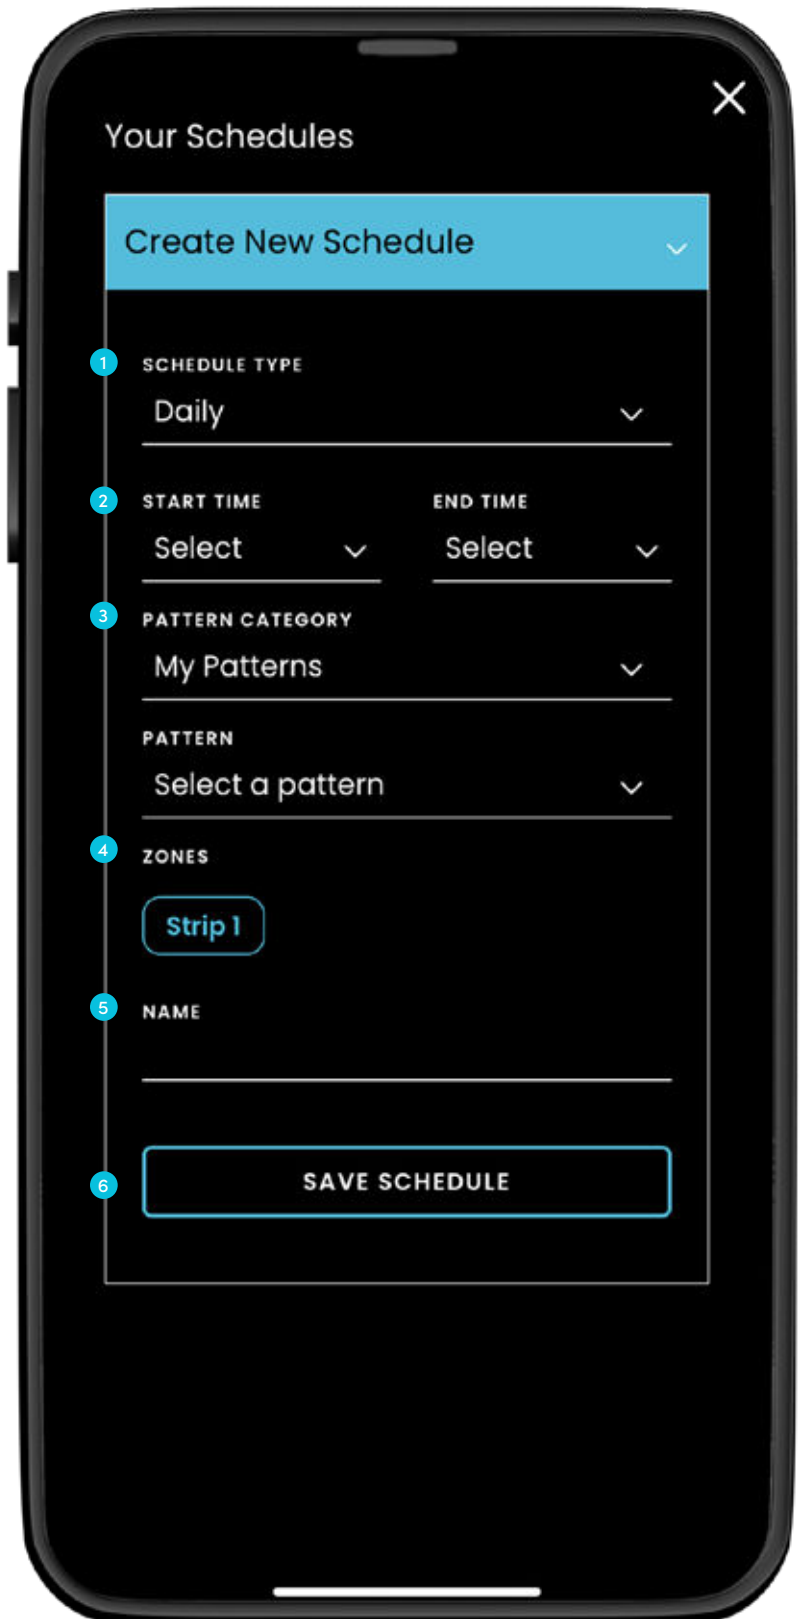 Your Schedules
Create New Schedule
1 SCHEDULE TYPE
Daily
2 START TIME END TIME
Select Select
3 PATTERN CATEGORY
My Patterns
PATTERN
Select a pattern
4 ZONES
Strip 1
5 NAME
6 SAVE SCHEDULE